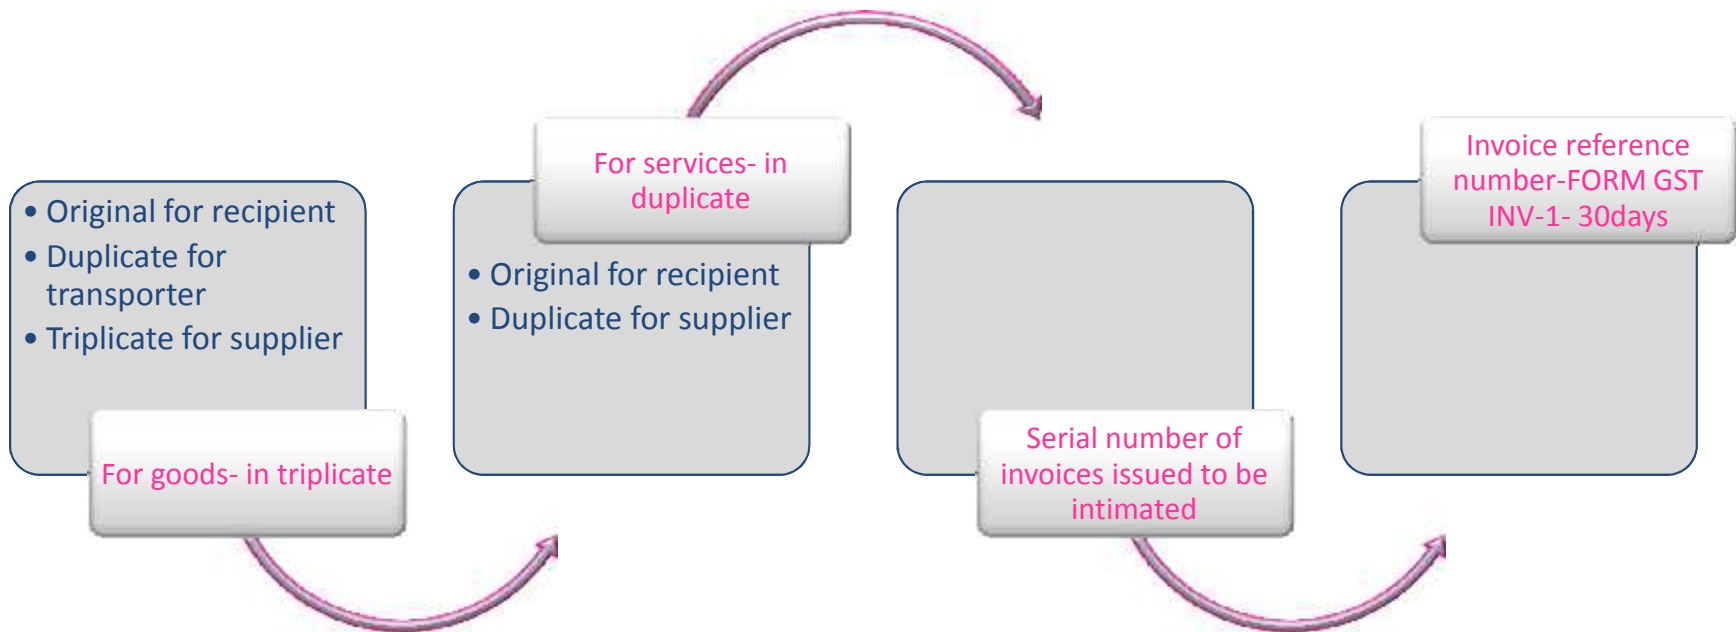 • Original for recipient
• Duplicate for
transporter
• Triplicate for supplier
For goods- in triplicate
For services- in
duplicate
• Original for recipient
• Duplicate for supplier
Serial number of
invoices issued to be
intimated
Invoice reference
number-FORM GST
INV-1- 30days